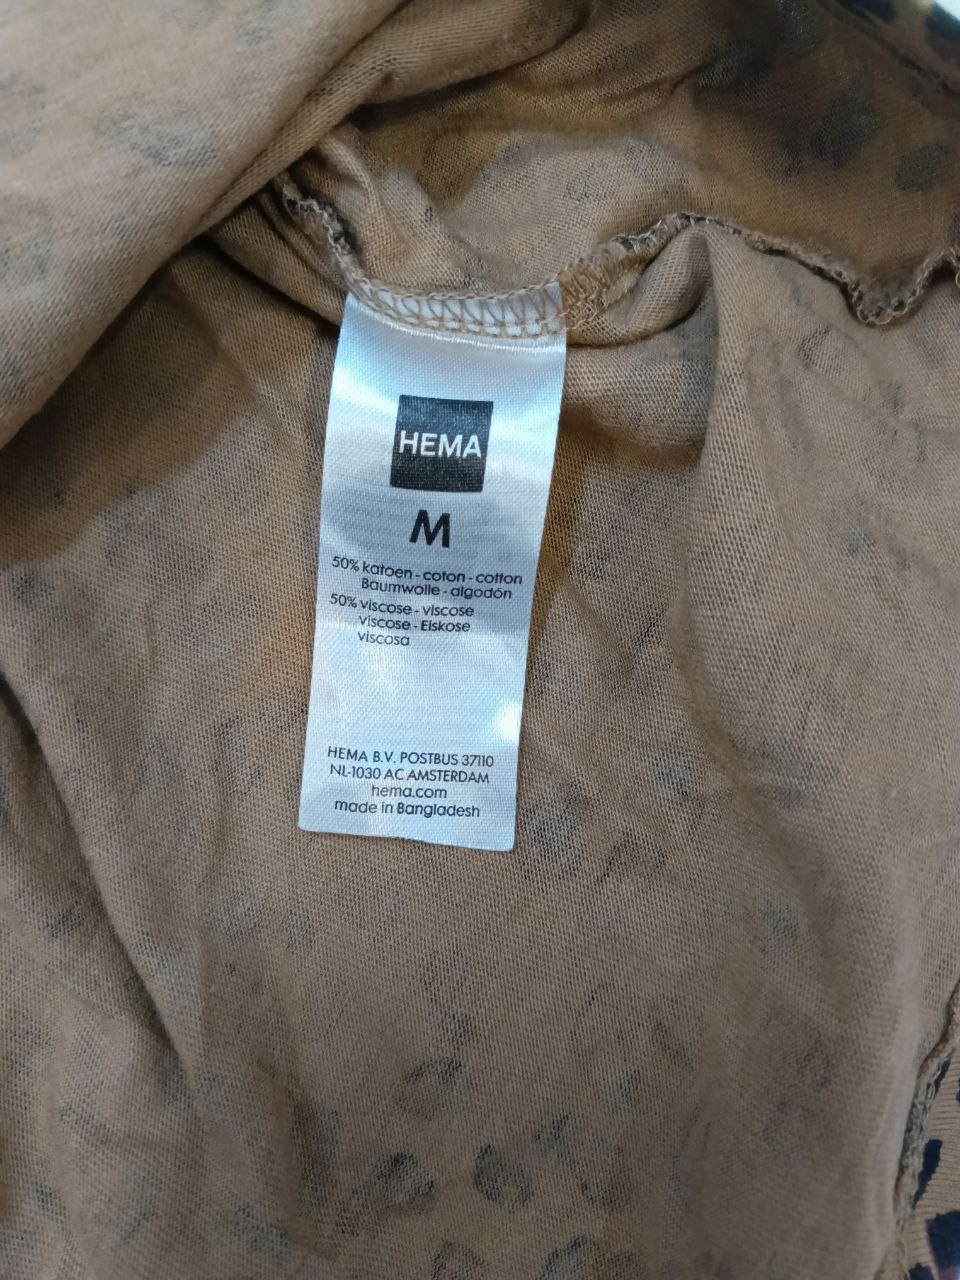 HEMA
M
50% katoen - coton - cotton
Baumwolle - algodón
50% viscose - viscose
viscose - Eiskose
viscosa
HEMA B.V. POSTBUS 37110
NL-1030 AC AMSTERDAM
hema.com
made in Bangladesh